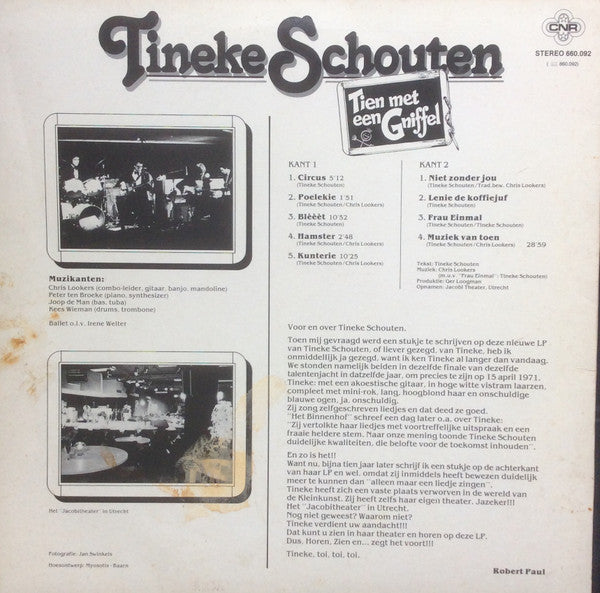 Tineke Schouten
CNR
STEREO 660.092
660.092)
Tien met
een Gniffel
KANT 1
1. Circus 5'12
(Tineke Schouten)
2. Poelekie 1'51
(Tineke Schouten/Chris Lookers)
3. Blèèèt 10'52
(Tineke Schouten/Chris Lookers)
4. Hamster 2'48
(Tineke Schouten/Chris Lookers)
5. Kunterie 10'25
(Tineke Schouten/Chris Lookers)
KANT 2
1. Niet zonder jou
(Tineke Schouten/Trad.bew. Chris Lookers)
2. Lenie de koffiejuf
(Tineke Schouten/Chris Lookers)
3. Frau Einmal
(Tineke Schouten/Tineke Schouten)
4. Muziek van toen
(Tineke Schouten/Chris Lookers) 28'59
Tekst: Tineke Schouten
Muziek: Chris Lookers
(m.u.v. "Frau Einmal": Tineke Schouten)
Produktie: Ger Loogman
Opnamen: Jacobi Theater, Utrecht
Muzikanten:
Chris Lookers (combo-leider, gitaar, banjo, mandoline)
Peter ten Broeke (piano, synthesizer)
Joop de Man (bas, tuba)
Kees Wieman (drums, trombone)
Ballet o.l.v. Irene Welter
Het "Jacobitheater" in Utrecht
Fotografie: Jan Swinkels
Hoesontwerp: Myosotis - Baarn
Voor en over Tineke Schouten.
Toen mij gevraagd werd een stukje te schrijven op deze nieuwe LP
van Tineke Schouten, of liever gezegd, van Tineke, heb ik
onmiddellijk ja gezegd, want ik ken Tineke al langer dan vandaag.
We stonden namelijk beiden in dezelfde finale van dezelfde
talentenjacht in datzelfde jaar, om precies te zijn op 15 april 1971.
Tineke: met een akoestische gitaar, in hoge witte vistram laarzen,
compleet met mini-rok, lang, hoogblond haar en onschuldige
blauwe ogen, ja, onschuldig.
Zij zong zelfgeschreven liedjes en dat deed ze goed.
"Het Binnenhof" schreef een dag later o.a. over Tineke:
"Zij vertolkte haar liedjes met voortreffelijke uitspraak en een
fraaie heldere stem. Maar onze mening toonde Tineke Schouten
duidelijke kwaliteiten, die belofte voor de toekomst inhouden".
En zo is het!!
Want nu, bijna tien jaar later schrijf ik een stukje op de achterkant
van haar LP en wel, omdat zij inmiddels heeft bewezen duidelijk
meer te kunnen dan "alleen maar een liedje zingen".
Tineke heeft zich een vaste plaats verworven in de wereld van
de Kleinkunst. Zij heeft zelfs haar eigen theater. Jazeker!!!
Het "Jacobitheater" in Utrecht.
Nog niet geweest? Waarom niet?
Tineke verdient uw aandacht!!!
Dat kunt u zien in haar theater en horen op deze LP.
Dus, Horen, Zien en... zegt het voort!!!
Tineke, toi, toi, toi.
Robert Paul